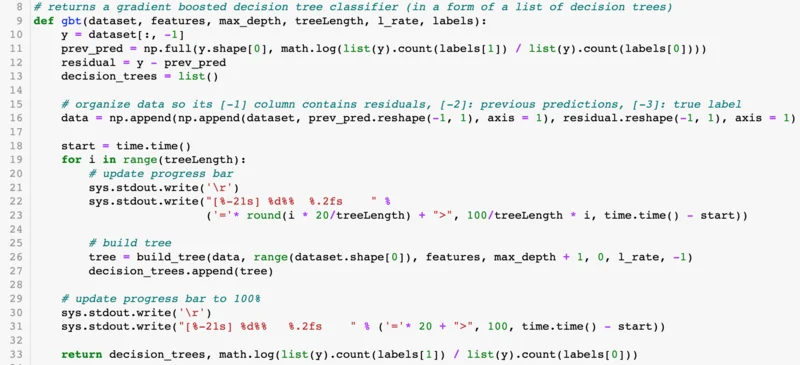 8 # returns a gradient boosted decision tree classifier (in a form of a list of decision trees)
9 def gbt(dataset, features, max_depth, treeLength, l_rate, labels):
10     y = dataset[:, -1]
11     prev_pred = np.full(y.shape[0], math.log(list(y).count(labels[1]) / list(y).count(labels[0])))
12     residual = y - prev_pred
13     decision_trees = list()
14
15     # organize data so its [-1] column contains residuals, [-2]: previous predictions, [-3]: true label
16     data = np.append(np.append(dataset, prev_pred.reshape(-1, 1), axis = 1), residual.reshape(-1, 1), axis = 1)
17
18     start = time.time()
19     for i in range(treeLength):
20         # update progress bar
21         sys.stdout.write('\r')
22         sys.stdout.write("[%-21s] %d%%  %.2fs    " %
23                          ('='* round(i * 20/treeLength) + ">", 100/treeLength * i, time.time() - start))
24
25         # build tree
26         tree = build_tree(data, range(dataset.shape[0]), features, max_depth + 1, 0, l_rate, -1)
27         decision_trees.append(tree)
28
29     # update progress bar to 100%
30     sys.stdout.write('\r')
31     sys.stdout.write("[%-21s] %d%%   %.2fs    " % ('='* 20 + ">", 100, time.time() - start))
32
33     return decision_trees, math.log(list(y).count(labels[1]) / list(y).count(labels[0]))